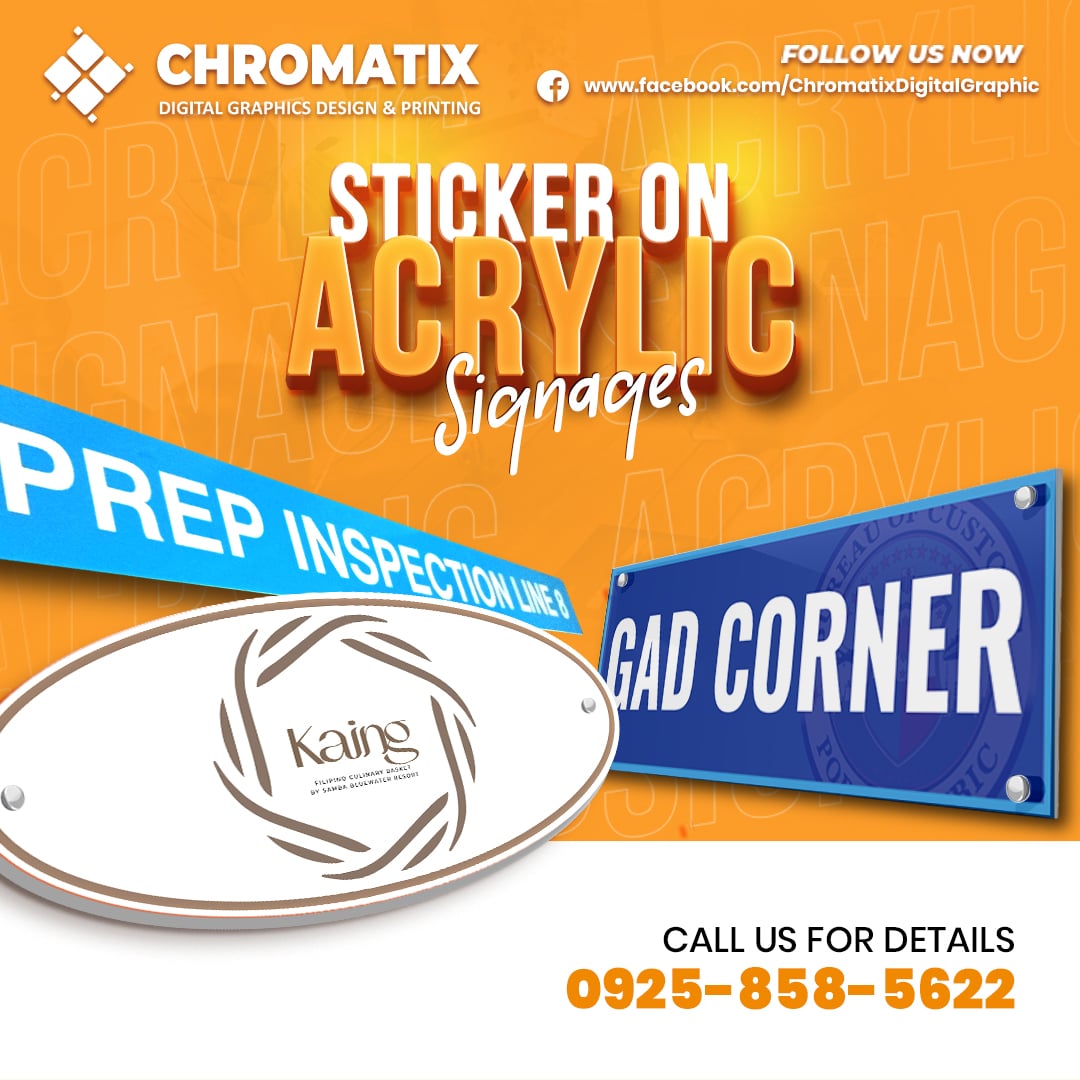 CHROMATIX
DIGITAL GRAPHICS DESIGN & PRINTING
FOLLOW US NOW
www.facebook.com/ChromatixDigitalGraphic
STICKER ON
ACRYLIC
Signages
PREP INSPECTION LINE 8
GAD CORNER
Kaing
FILIPINO CULINARY BASKET
BY SAMBA BLUEWATER RESORT
CALL US FOR DETAILS
0925-858-5622